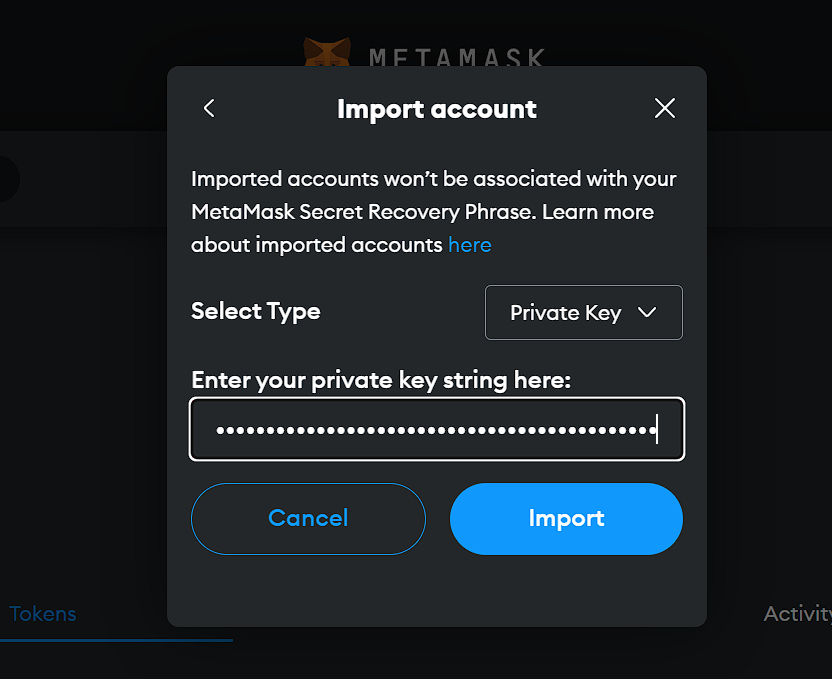 METAMASK
Import account
Imported accounts won’t be associated with your
MetaMask Secret Recovery Phrase. Learn more
about imported accounts here
Select Type
Private Key
Enter your private key string here:
••••••••••••••••••••••••••••••••••••••••••••
Cancel
Import
Tokens
Activity